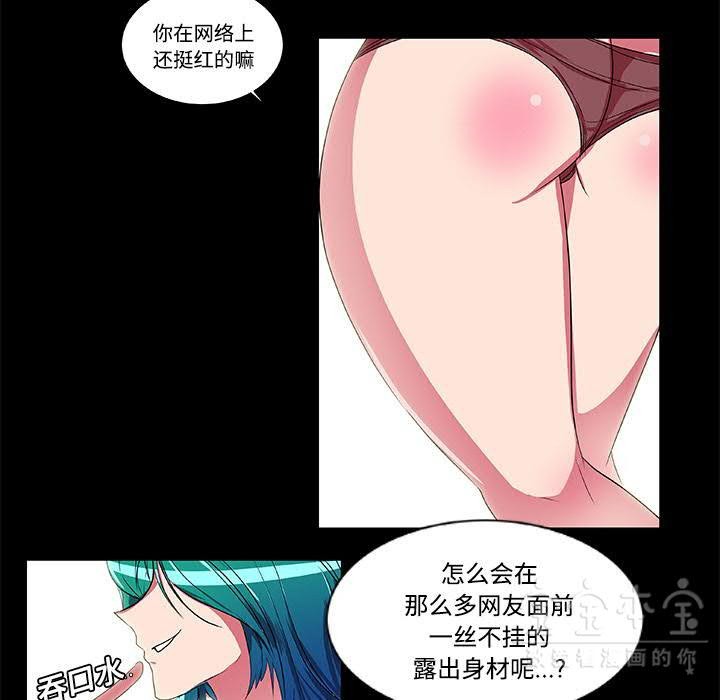 你在网络上
还挺红的嘛
怎么会在
那么多网友面前
一丝不挂的
露出身材呢...?
吞口水.